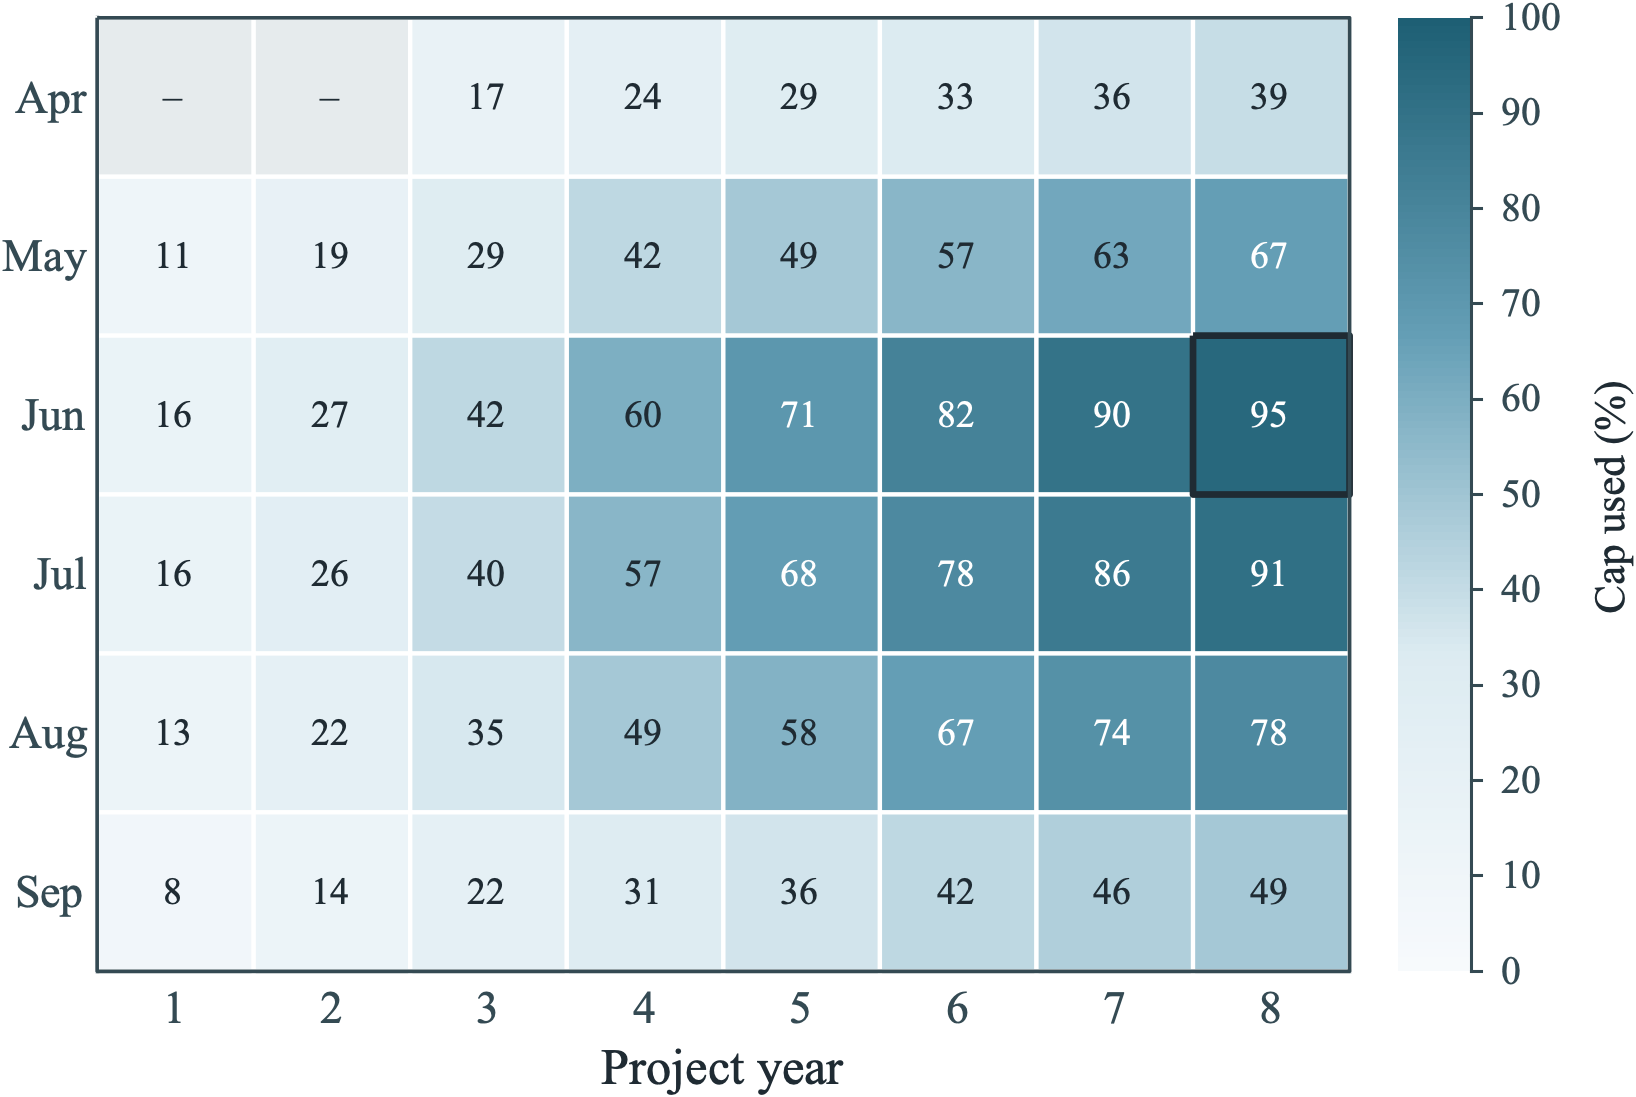 Apr – – 17 24 29 33 36 39
May 11 19 29 42 49 57 63 67
Jun 16 27 42 60 71 82 90 95
Jul 16 26 40 57 68 78 86 91
Aug 13 22 35 49 58 67 74 78
Sep 8 14 22 31 36 42 46 49
1 2 3 4 5 6 7 8
Project year
100
90
80
70
60
50
40
30
20
10
0
Cap used (%)